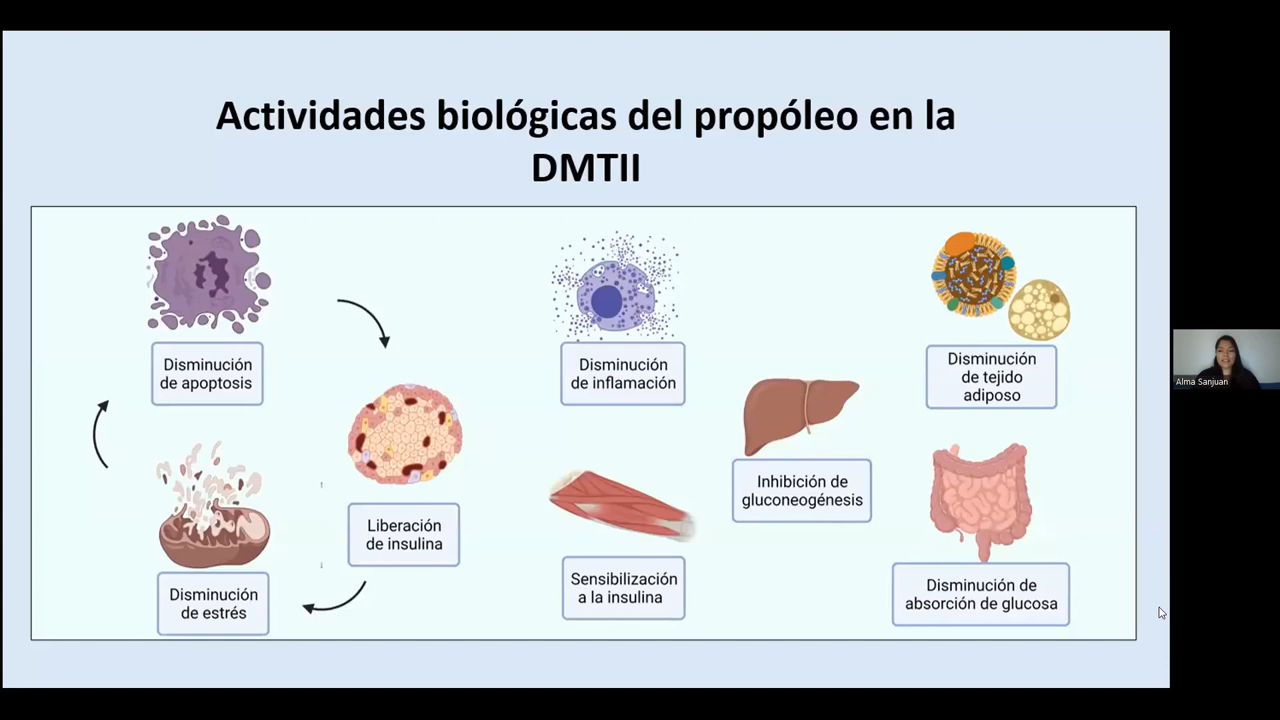 Actividades biológicas del propóleo en la
DMTII
Disminución
de apoptosis
Disminución
de inflamación
Disminución
de tejido
adiposo
Inhibición de
gluconeogénesis
Liberación
de insulina
Sensibilización
a la insulina
Disminución de
absorción de glucosa
Disminución
de estrés
Alma Sanjuan